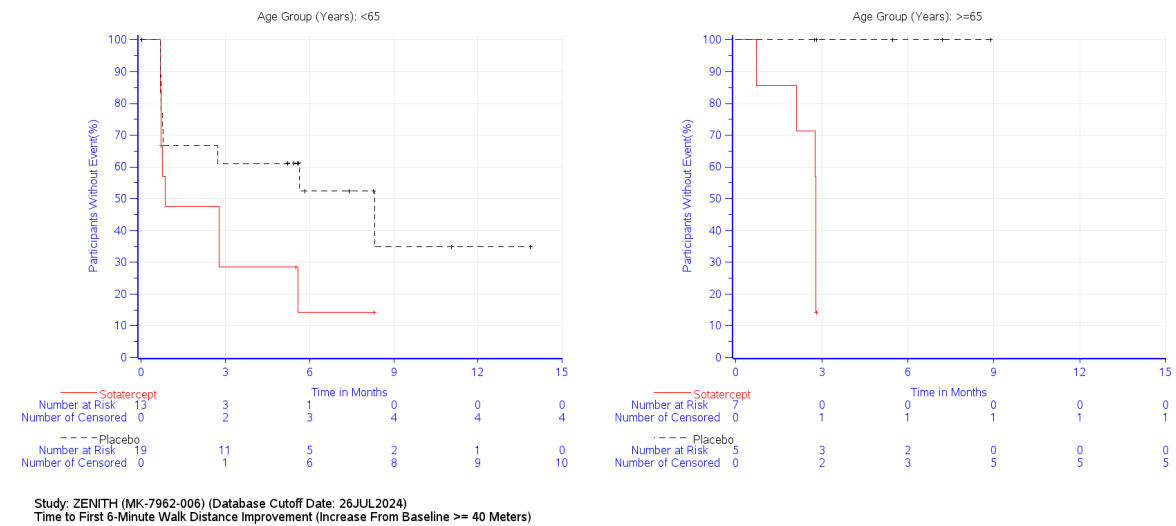 Age Group (Years): <65
Participants Without Event(%)
100
90
80
70
60
50
40
30
20
10
0
0 3 6 9 12 15
Time in Months
Sotatercept
Number at Risk 13 3 1 0 0 0
Number of Censored 0 2 3 4 4 4
Placebo
Number at Risk 19 11 5 2 1 0
Number of Censored 0 1 6 8 9 10
Age Group (Years): >=65
Participants Without Event(%)
100
90
80
70
60
50
40
30
20
10
0
0 3 6 9 12 15
Time in Months
Sotatercept
Number at Risk 7 0 0 0 0 0
Number of Censored 0 1 1 1 1 1
Placebo
Number at Risk 5 3 2 0 0 0
Number of Censored 0 2 3 5 5 5
Study: ZENITH (MK-7962-006) (Database Cutoff Date: 26JUL2024)
Time to First 6-Minute Walk Distance Improvement (Increase From Baseline >= 40 Meters)